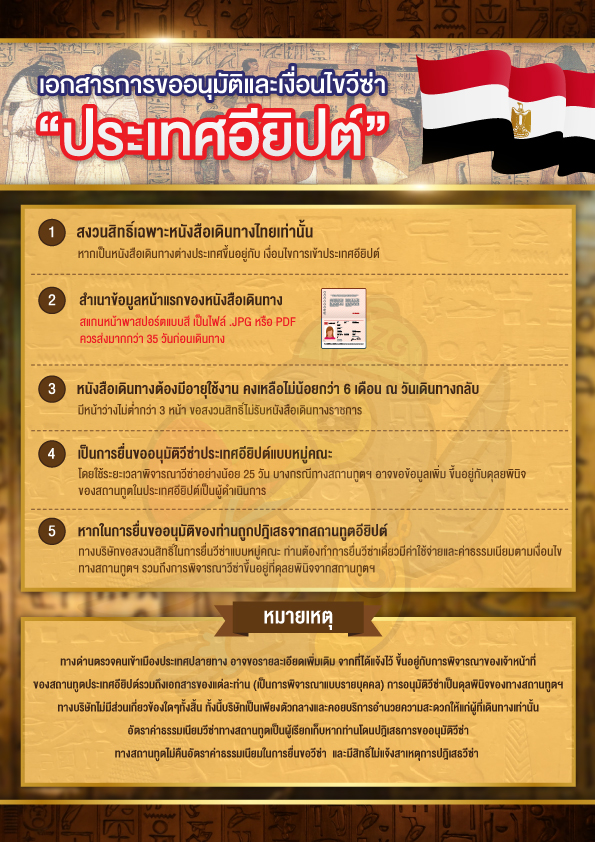 เอกสารการขออนุมัติและเงื่อนไขวีซ่า
“ประเทศอียิปต์”
1 สงวนสิทธิ์เฉพาะหนังสือเดินทางไทยเท่านั้น
หากเป็นหนังสือเดินทางต่างประเทศขึ้นอยู่กับ เงื่อนไขการเข้าประเทศอียิปต์
2 สำเนาข้อมูลหน้าแรกของหนังสือเดินทาง
สแกนหน้าพาสปอร์ตแบบสี เป็นไฟล์ .JPG หรือ PDF
ควรส่งมากกว่า 35 วันก่อนเดินทาง
3 หนังสือเดินทางต้องมีอายุใช้งาน คงเหลือไม่น้อยกว่า 6 เดือน ณ วันเดินทางกลับ
มีหน้าว่างไม่ต่ำกว่า 3 หน้า ขอสงวนสิทธิ์ไม่รับหนังสือเดินทางราชการ
4 เป็นการยื่นขออนุมัติวีซ่าประเทศอียิปต์แบบหมู่คณะ
โดยใช้ระยะเวลาพิจารณาวีซ่าอย่างน้อย 25 วัน บางกรณีทางสถานทูตฯ อาจขอข้อมูลเพิ่ม ขึ้นอยู่กับดุลยพินิจ
ของสถานทูตในประเทศอียิปต์เป็นผู้ดำเนินการ
5 หากในการยื่นขออนุมัติของท่านถูกปฎิเสธจากสถานทูตอียิปต์
ทางบริษัทขอสงวนสิทธิ์ในการยื่นวีซ่าแบบหมู่คณะ ท่านต้องทำการยื่นวีซ่าเดี่ยวมีค่าใช้จ่ายและค่าธรรมเนียมตามเงื่อนไข
ทางสถานทูตฯ รวมถึงการพิจารณาวีซ่าขึ้นอยู่ที่ดุลยพินิจจากสถานทูตฯ
หมายเหตุ
ทางด่านตรวจคนเข้าเมืองประเทศปลายทาง อาจขอรายละเอียดเพิ่มเติม จากที่ได้แจ้งไว้ ขึ้นอยู่กับการพิจารณาของเจ้าหน้าที่
ของสถานทูตประเทศอียิปต์รวมถึงเอกสารของแต่ละท่าน (เป็นการพิจารณาแบบรายบุคคล) การอนุมัติวีซ่าเป็นดุลพินิจของทางสถานทูตฯ
ทางบริษัทไม่มีส่วนเกี่ยวข้องใดๆทั้งสิ้น ทั้งนี้บริษัทเป็นเพียงตัวกลางและคอยบริการอำนวยความสะดวกให้แก่ผู้ที่เดินทางเท่านั้น
อัตราค่าธรรมเนียมวีซ่าทางสถานทูตเป็นผู้เรียกเก็บหากท่านโดนปฏิเสธการขออนุมัติวีซ่า
ทางสถานทูตไม่คืนอัตราค่าธรรมเนียมในการยื่นขอวีซ่า และมีสิทธิ์ไม่แจ้งสาเหตุการปฏิเสธวีซ่า